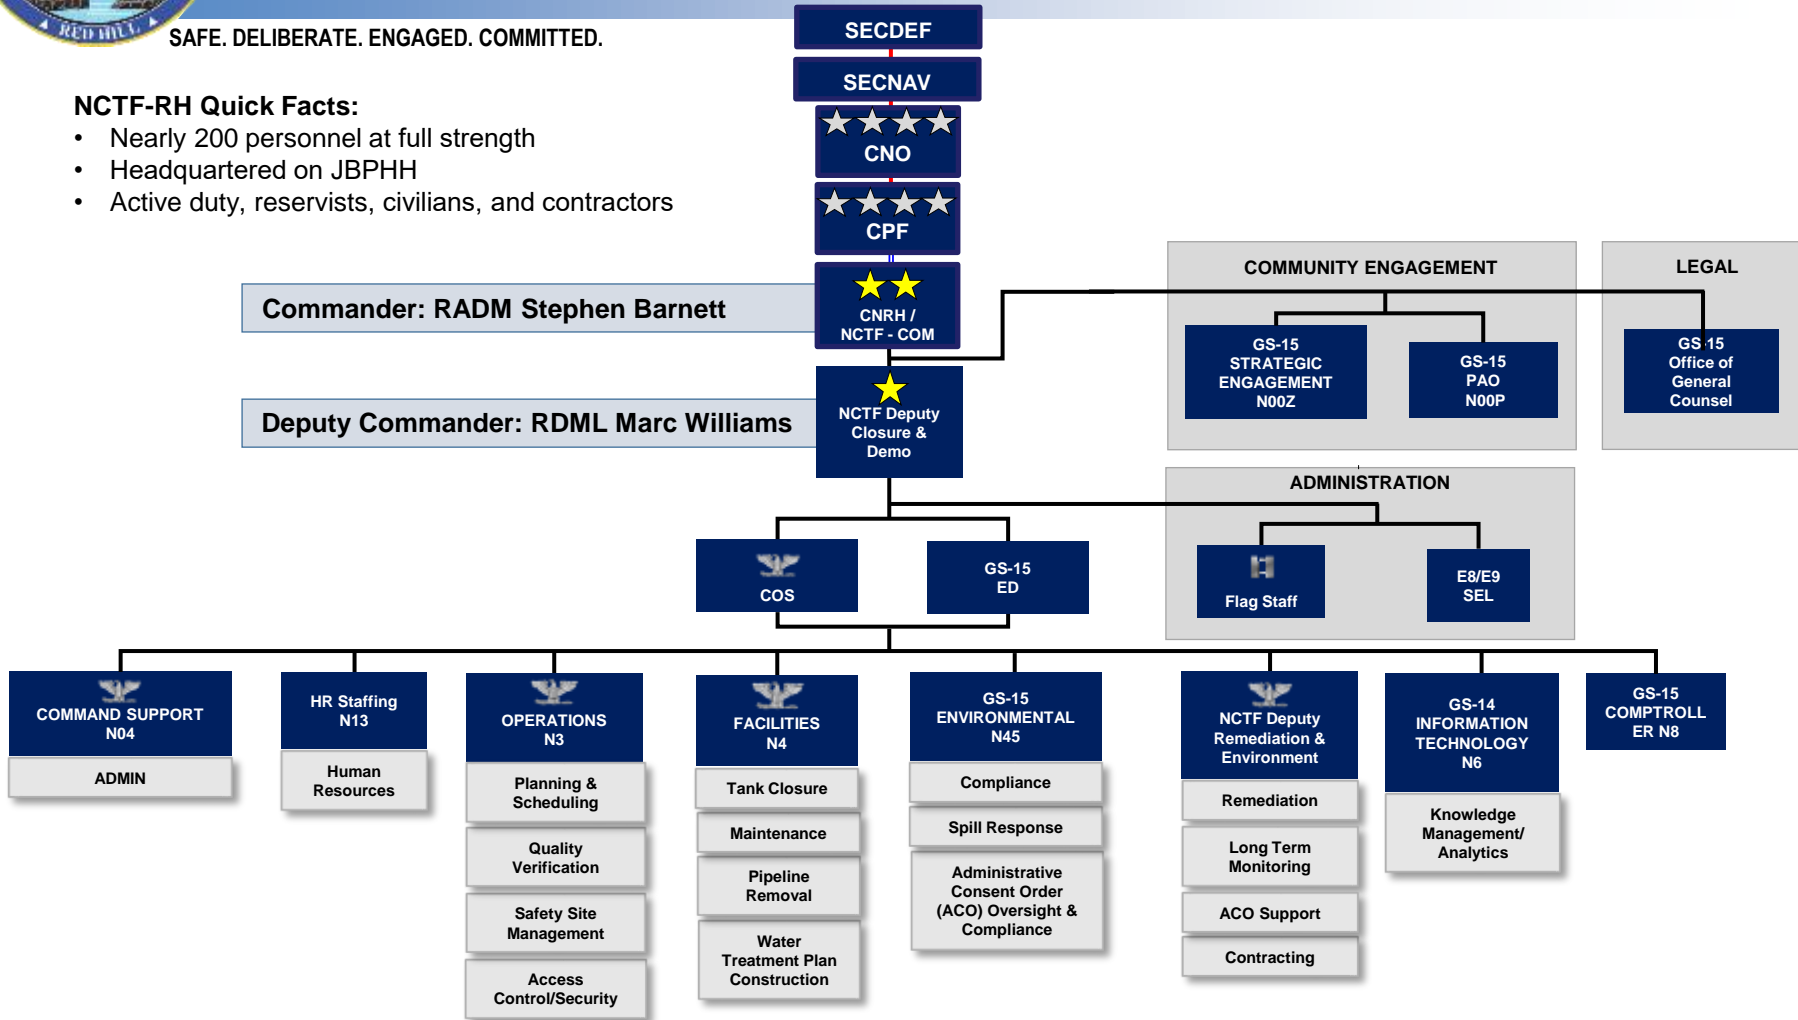 RED HILL
SAFE. DELIBERATE. ENGAGED. COMMITTED.
NCTF-RH Quick Facts:
• Nearly 200 personnel at full strength
• Headquartered on JBPHH
• Active duty, reservists, civilians, and contractors
SECDEF
SECNAV
CNO
CPF
Commander: RADM Stephen Barnett
CNRH /
NCTF - COM
Deputy Commander: RDML Marc Williams
NCTF Deputy
Closure &
Demo
COMMUNITY ENGAGEMENT
GS-15
STRATEGIC
ENGAGEMENT
N00Z
GS-15
PAO
N00P
LEGAL
GS-15
Office of
General
Counsel
ADMINISTRATION
Flag Staff
E8/E9
SEL
COS
GS-15
ED
COMMAND SUPPORT
N04
ADMIN
HR Staffing
N13
Human
Resources
OPERATIONS
N3
Planning &
Scheduling
Quality
Verification
Safety Site
Management
Access
Control/Security
FACILITIES
N4
Tank Closure
Maintenance
Pipeline
Removal
Water
Treatment Plan
Construction
GS-15
ENVIRONMENTAL
N45
Compliance
Spill Response
Administrative
Consent Order
(ACO) Oversight &
Compliance
NCTF Deputy
Remediation &
Environment
Remediation
Long Term
Monitoring
ACO Support
Contracting
GS-14
INFORMATION
TECHNOLOGY
N6
Knowledge
Management/
Analytics
GS-15
COMPTROLL
ER N8